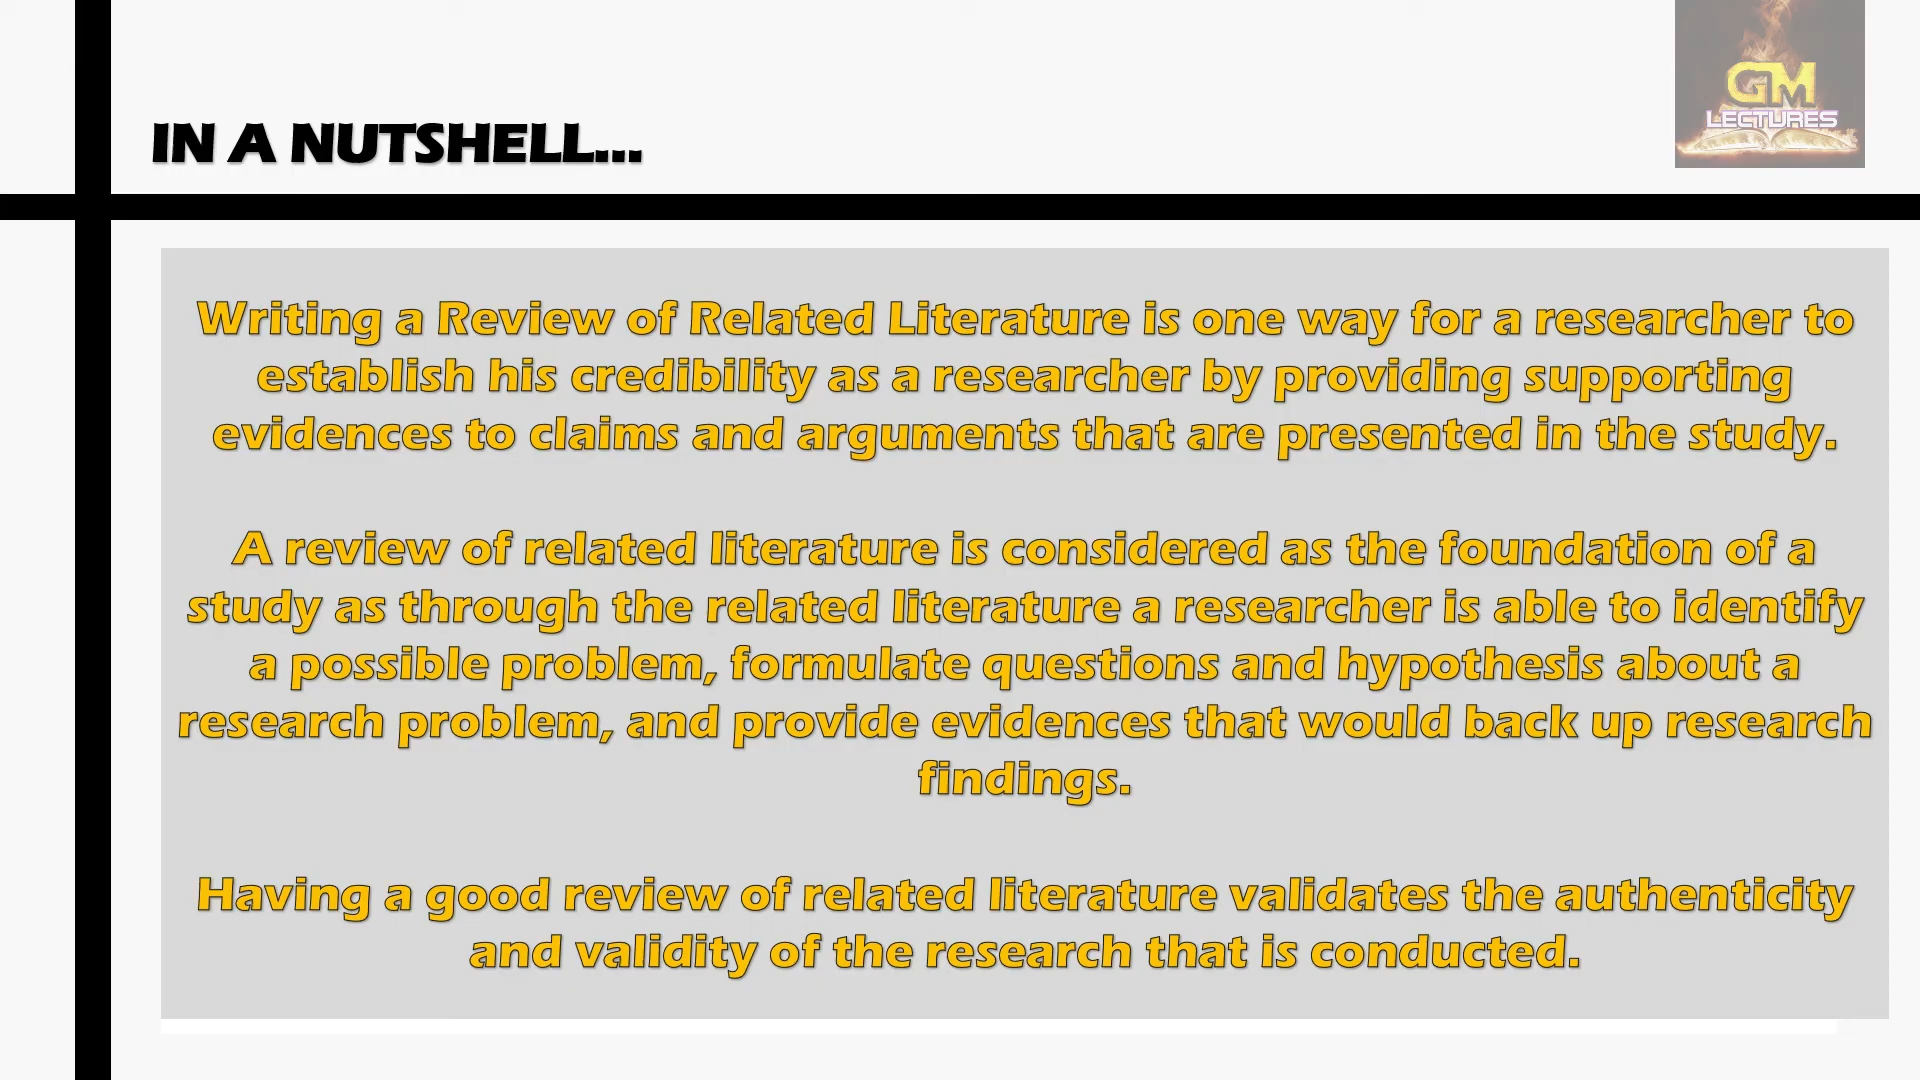 GM
LECTURES
IN A NUTSHELL...
Writing a Review of Related Literature is one way for a researcher to
establish his credibility as a researcher by providing supporting
evidences to claims and arguments that are presented in the study.
A review of related literature is considered as the foundation of a
study as through the related literature a researcher is able to identify
a possible problem, formulate questions and hypothesis about a
research problem, and provide evidences that would back up research
findings.
Having a good review of related literature validates the authenticity
and validity of the research that is conducted.